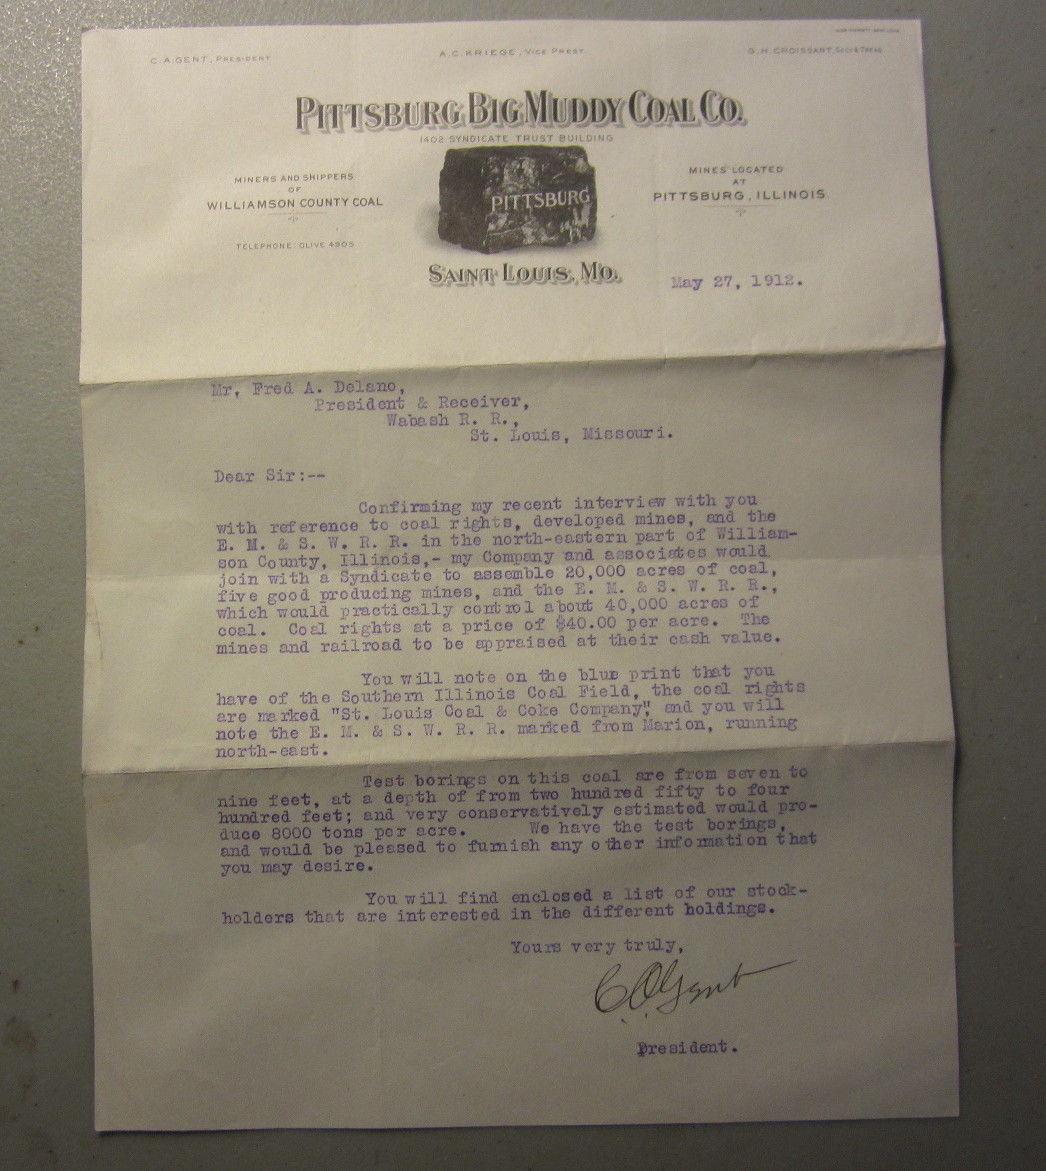 C. A. GENT, PRESIDENT
A. C. KRIEGE, VICE PREST.
G. H. CROISSANT, SECY & TREAS.
PITTSBURG BIG MUDDY COAL CO.
1402 SYNDICATE TRUST BUILDING
MINERS AND SHIPPERS
OF
WILLIAMSON COUNTY COAL
TELEPHONE: OLIVE 4905
PITTSBURG
MINES LOCATED
AT
PITTSBURG, ILLINOIS
SAINT LOUIS, MO.
May 27, 1912.
Mr, Fred A. Delano,
President & Receiver,
Wabash R. R.,
St. Louis, Missouri.
Dear Sir:--
Confirming my recent interview with you
with reference to coal rights, developed mines, and the
E. M. & S. W. R. R. in the north-eastern part of William-
son County, Illinois,- my Company and associates would
join with a Syndicate to assemble 20,000 acres of coal,
five good producing mines, and the E. M. & S. W. R. R.,
which would practically control about 40,000 acres of
coal. Coal rights at a price of $40.00 per acre. The
mines and railroad to be appraised at their cash value.
You will note on the blue print that you
have of the Southern Illinois Coal Field, the coal rights
are marked "St. Louis Coal & Coke Company", and you will
note the E. M. & S. W. R. R. marked from Marion, running
north-east.
Test borings on this coal are from seven to
nine feet, at a depth of from two hundred fifty to four
hundred feet; and very conservatively estimated would pro-
duce 8000 tons per acre. We have the test borings,
and would be pleased to furnish any other information that
you may desire.
You will find enclosed a list of our stock-
holders that are interested in the different holdings.
Yours very truly,
C. A. Gent
President.